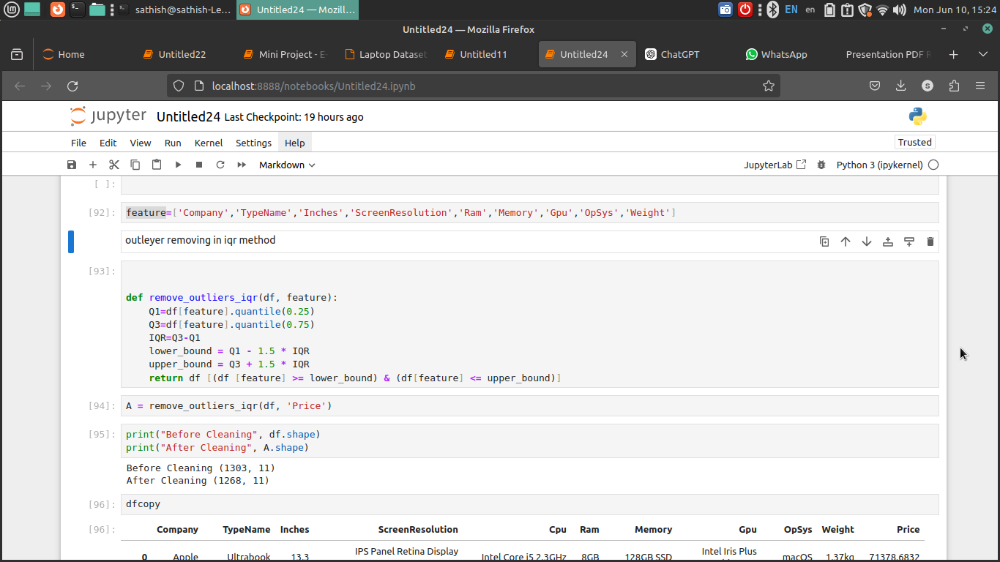 sathish@sathish-Le...
Untitled24 — Mozill...
EN
en
Mon Jun 10, 15:24
Untitled24 — Mozilla Firefox
Home
Untitled22
Mini Project - E
Laptop Dataset
Untitled11
Untitled24
ChatGPT
WhatsApp
Presentation PDF R
localhost:8888/notebooks/Untitled24.ipynb
S
jupyter Untitled24 Last Checkpoint: 19 hours ago
File Edit View Run Kernel Settings Help
Trusted
Markdown
JupyterLab
Python 3 (ipykernel)
[ ]:
[92]: feature=['Company','TypeName','Inches','ScreenResolution','Ram','Memory','Gpu','OpSys','Weight']
outleyer removing in iqr method
[93]:
def remove_outliers_iqr(df, feature):
    Q1=df[feature].quantile(0.25)
    Q3=df[feature].quantile(0.75)
    IQR=Q3-Q1
    lower_bound = Q1 - 1.5 * IQR
    upper_bound = Q3 + 1.5 * IQR
    return df [(df [feature] >= lower_bound) & (df[feature] <= upper_bound)]
[94]: A = remove_outliers_iqr(df, 'Price')
[95]: print("Before Cleaning", df.shape)
print("After Cleaning", A.shape)
Before Cleaning (1303, 11)
After Cleaning (1268, 11)
[96]: dfcopy
[96]: Company TypeName Inches ScreenResolution Cpu Ram Memory Gpu OpSys Weight Price
IPS Panel Retina Display Intel Iris Plus
0 Apple Ultrabook 13.3 Intel Core i5 2.3GHz 8GB 128GB SSD macOS 1.37kg 71378.6832